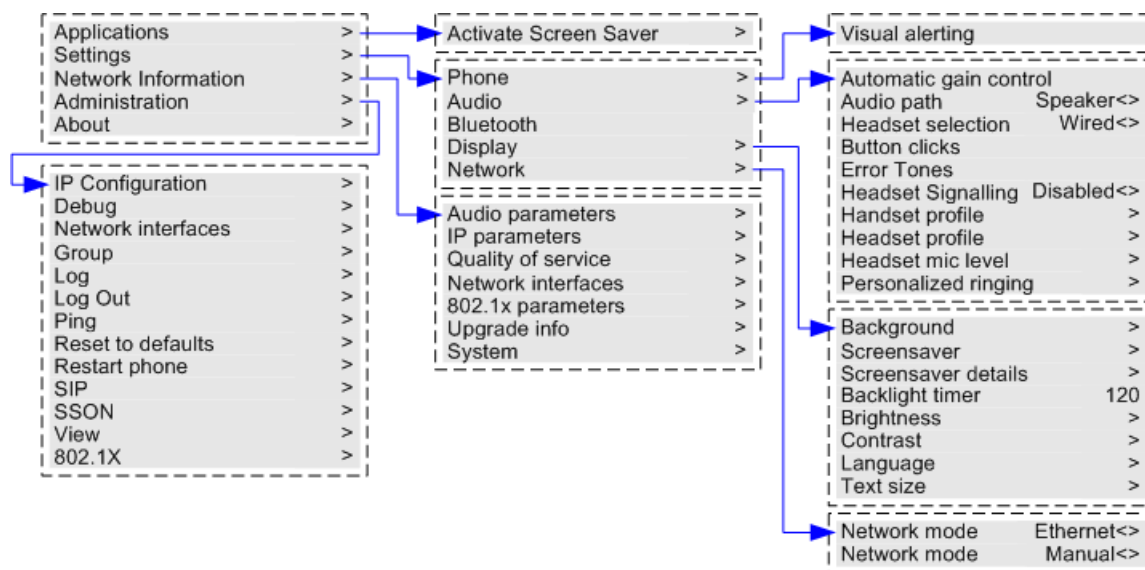 Applications >
Settings >
Network Information >
Administration >
About >
IP Configuration >
Debug >
Network interfaces >
Group >
Log >
Log Out >
Ping >
Reset to defaults >
Restart phone >
SIP >
SSON >
View >
802.1X >
Activate Screen Saver >
Phone >
Audio >
Bluetooth
Display >
Network >
Audio parameters >
IP parameters >
Quality of service >
Network interfaces >
802.1x parameters >
Upgrade info >
System >
Visual alerting
Automatic gain control
Audio path Speaker<>
Headset selection Wired<>
Button clicks
Error Tones
Headset Signalling Disabled<>
Handset profile >
Headset profile >
Headset mic level >
Personalized ringing >
Background >
Screensaver >
Screensaver details >
Backlight timer 120
Brightness >
Contrast >
Language >
Text size >
Network mode Ethernet<>
Network mode Manual<>